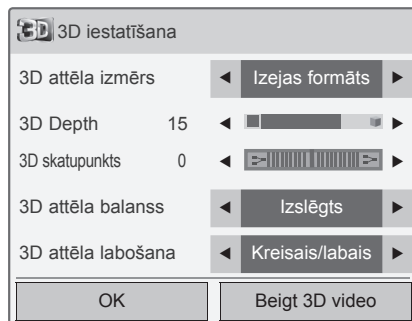 3D 3D iestatīšana
3D attēla izmērs Izejas formāts
3D Depth 15
3D skatupunkts 0
3D attēla balanss Izslēgts
3D attēla labošana Kreisais/labais
OK Beigt 3D video